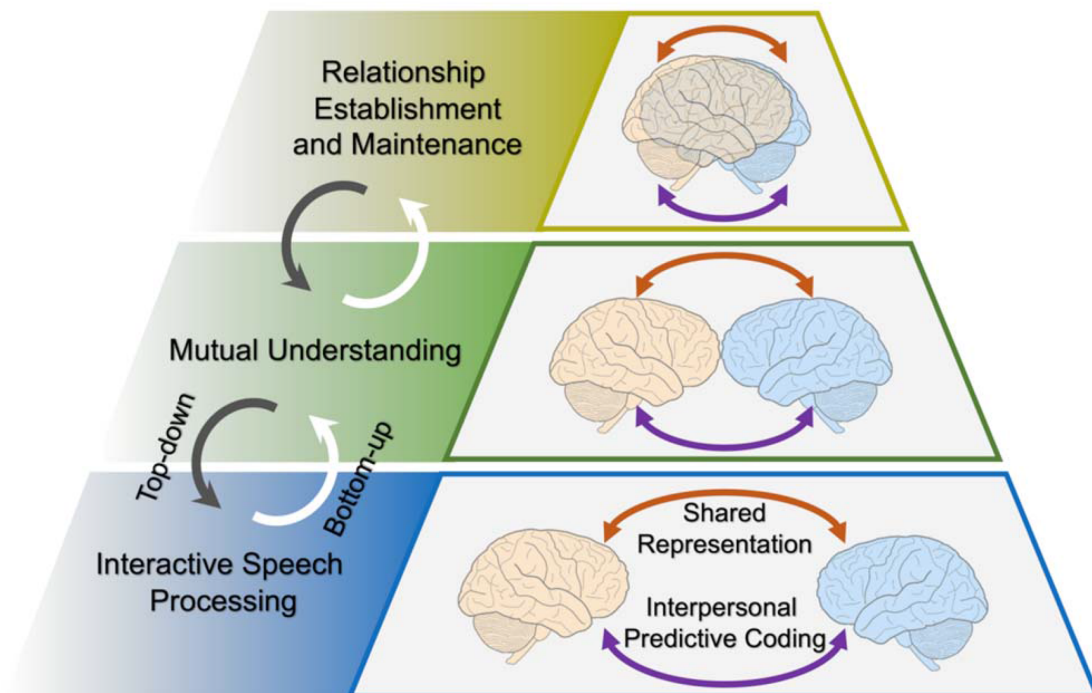 Relationship
Establishment
and Maintenance
Mutual Understanding
Top-down
Bottom-up
Interactive Speech
Processing
Shared
Representation
Interpersonal
Predictive Coding